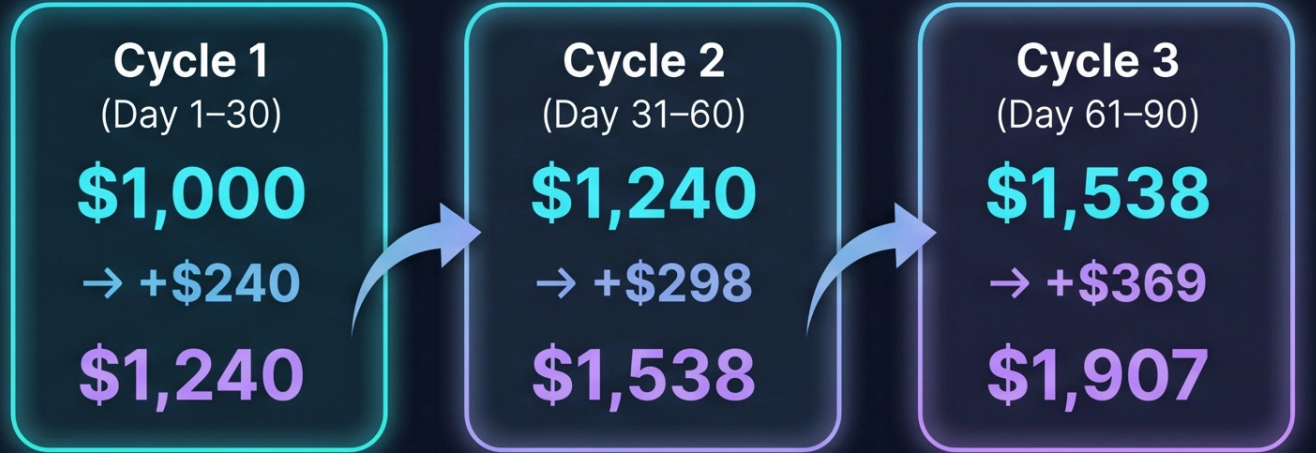 Cycle 1
(Day 1–30)
$1,000
→ +$240
$1,240
Cycle 2
(Day 31–60)
$1,240
→ +$298
$1,538
Cycle 3
(Day 61–90)
$1,538
→ +$369
$1,907